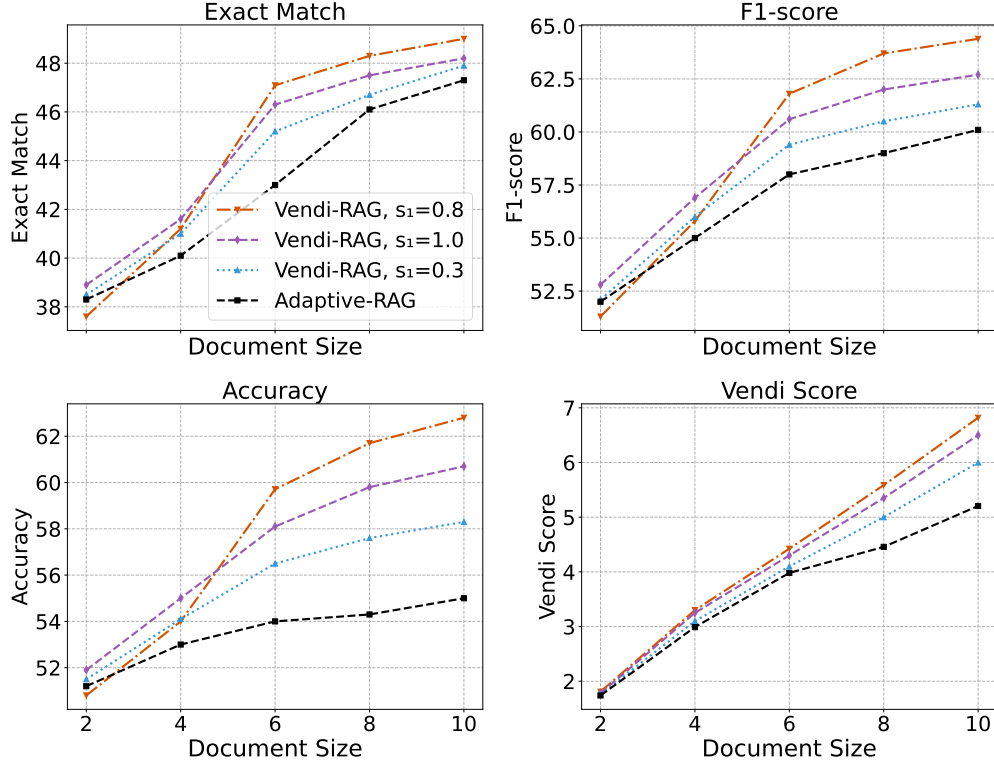 Exact Match
Exact Match
48
46
44
42
40
38
Vendi-RAG, s₁=0.8
Vendi-RAG, s₁=1.0
Vendi-RAG, s₁=0.3
Adaptive-RAG
Document Size
F1-score
F1-score
65.0
62.5
60.0
57.5
55.0
52.5
Document Size
Accuracy
Accuracy
62
60
58
56
54
52
2 4 6 8 10
Document Size
Vendi Score
Vendi Score
7
6
5
4
3
2
2 4 6 8 10
Document Size